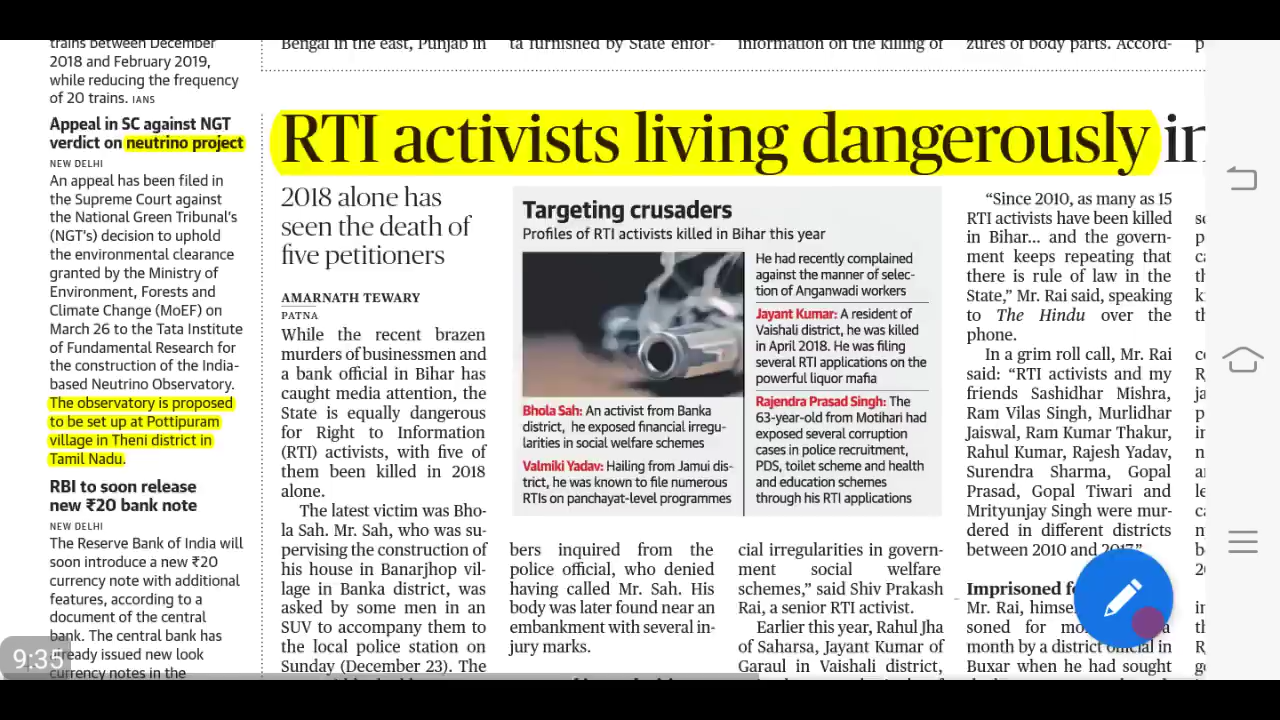 trains between December
2018 and February 2019,
while reducing the frequency
of 20 trains. IANS
Appeal in SC against NGT
verdict on neutrino project
NEW DELHI
An appeal has been filed in
the Supreme Court against
the National Green Tribunal's
(NGT's) decision to uphold
the environmental clearance
granted by the Ministry of
Environment, Forests and
Climate Change (MoEF) on
March 26 to the Tata Institute
of Fundamental Research for
the construction of the India-
based Neutrino Observatory.
The observatory is proposed
to be set up at Pottipuram
village in Theni district in
Tamil Nadu.
RBI to soon release
new ₹20 bank note
NEW DELHI
The Reserve Bank of India will
soon introduce a new ₹20
currency note with additional
features, according to a
document of the central
bank. The central bank has
already issued new look
currency notes in the
9:35
Bengal in the east, Punjab in
ta furnished by State enfor-
information on the killing of
zures of body parts. Accord-
RTI activists living dangerously in
2018 alone has
seen the death of
five petitioners
AMARNATH TEWARY
PATNA
While the recent brazen
murders of businessmen and
a bank official in Bihar has
caught media attention, the
State is equally dangerous
for Right to Information
(RTI) activists, with five of
them been killed in 2018
alone.
The latest victim was Bho-
la Sah. Mr. Sah, who was su-
pervising the construction of
his house in Banarjhop vil-
lage in Banka district, was
asked by some men in an
SUV to accompany them to
the local police station on
Sunday (December 23). The
Targeting crusaders
Profiles of RTI activists killed in Bihar this year
Bhola Sah: An activist from Banka
district, he exposed financial irregu-
larities in social welfare schemes
Valmiki Yadav: Hailing from Jamui dis-
trict, he was known to file numerous
RTIs on panchayat-level programmes
He had recently complained
against the manner of selec-
tion of Anganwadi workers
Jayant Kumar: A resident of
Vaishali district, he was killed
in April 2018. He was filing
several RTI applications on the
powerful liquor mafia
Rajendra Prasad Singh: The
63-year-old from Motihari had
exposed several corruption
cases in police recruitment,
PDS, toilet scheme and health
and education schemes
through his RTI applications
bers inquired from the
police official, who denied
having called Mr. Sah. His
body was later found near an
embankment with several in-
jury marks.
cial irregularities in govern-
ment social welfare
schemes," said Shiv Prakash
Rai, a senior RTI activist.
Earlier this year, Rahul Jha
of Saharsa, Jayant Kumar of
Garaul in Vaishali district,
"Since 2010, as many as 15
RTI activists have been killed
in Bihar... and the govern-
ment keeps repeating that
there is rule of law in the
State," Mr. Rai said, speaking
to The Hindu over the
phone.
In a grim roll call, Mr. Rai
said: "RTI activists and my
friends Sashidhar Mishra,
Ram Vilas Singh, Murlidhar
Jaiswal, Ram Kumar Thakur,
Rahul Kumar, Rajesh Yadav,
Surendra Sharma, Gopal
Prasad, Gopal Tiwari and
Mrityunjay Singh were mur-
dered in different districts
between 2010 and 2017."
Imprisoned
Mr. Rai,
soned for
month by a district official in
Buxar when he had sought